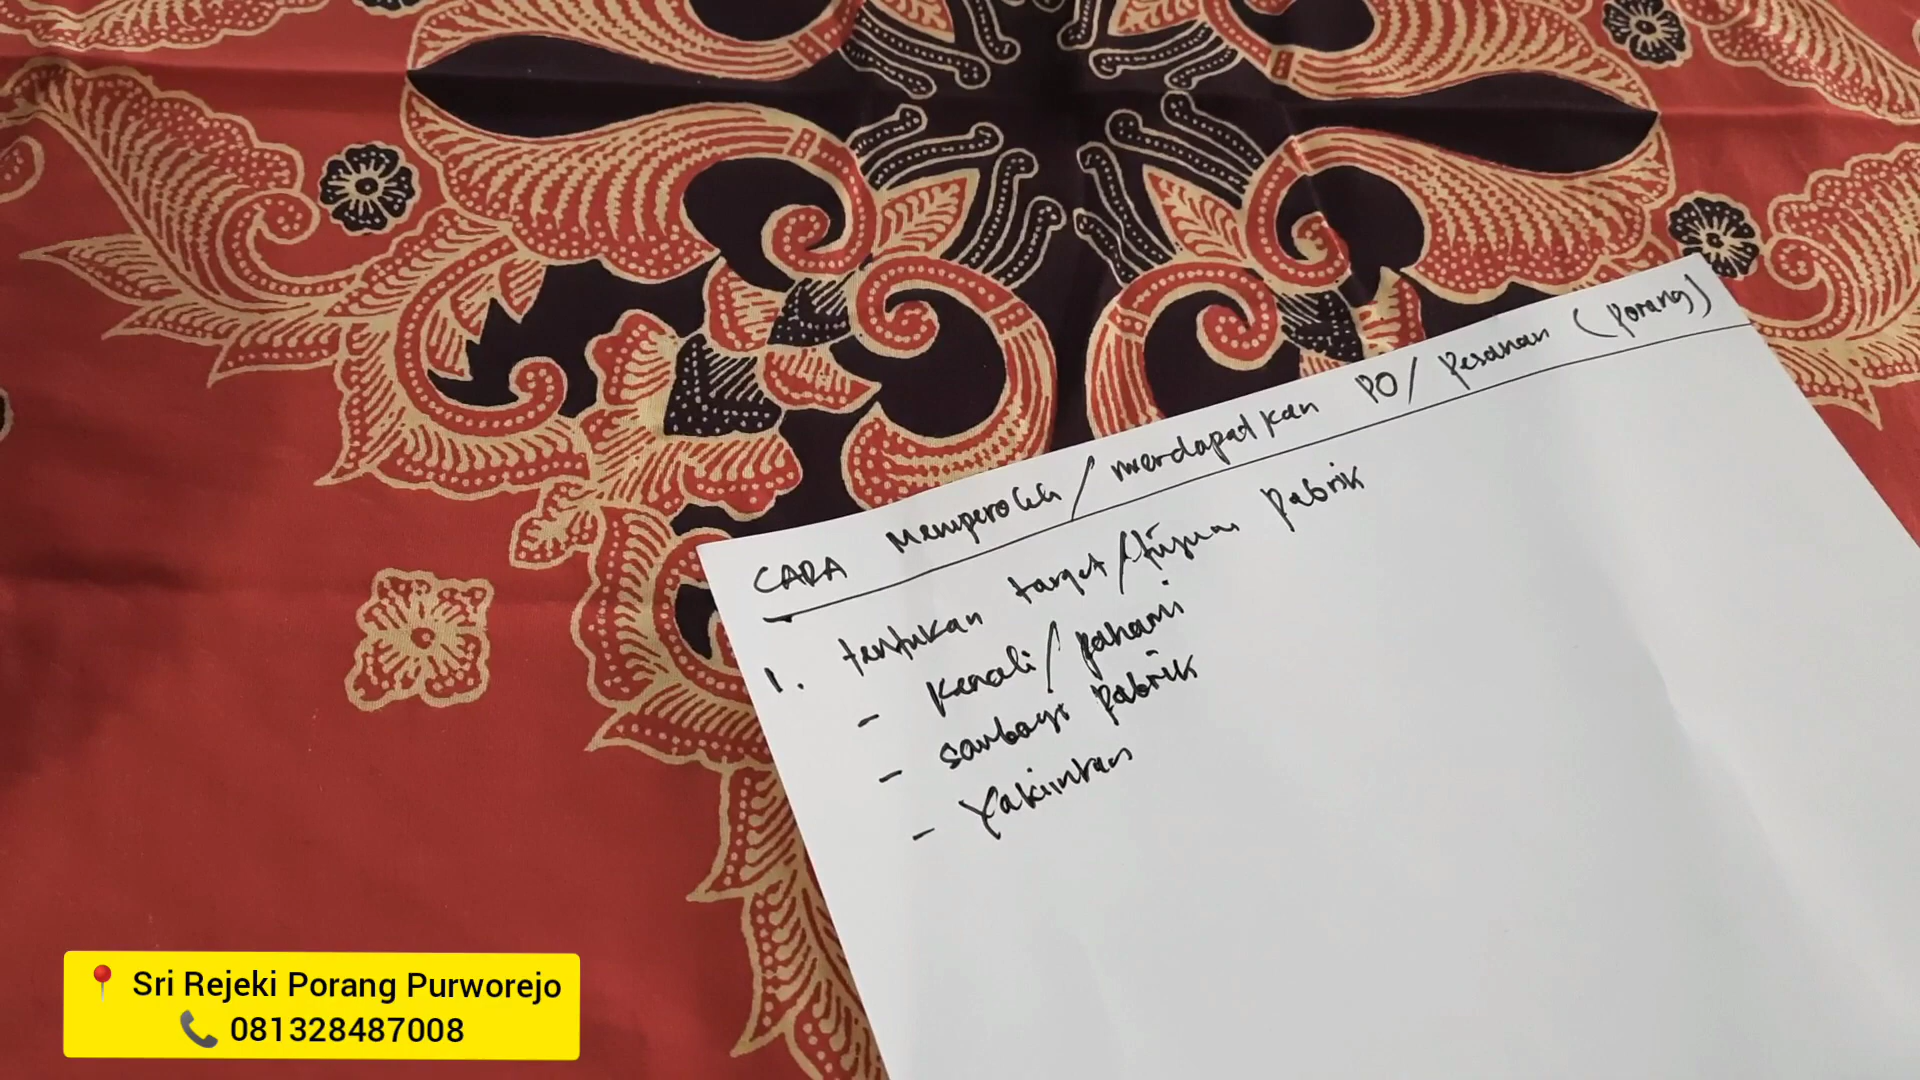 CARA Memperoleh / mendapatkan PO / Pesanan (Porang)
1. tentukan target / tujuan Pabrik
- Kenali / pahami
- sambangi Pabrik
- Yakinkan
📍 Sri Rejeki Porang Purworejo
📞 081328487008